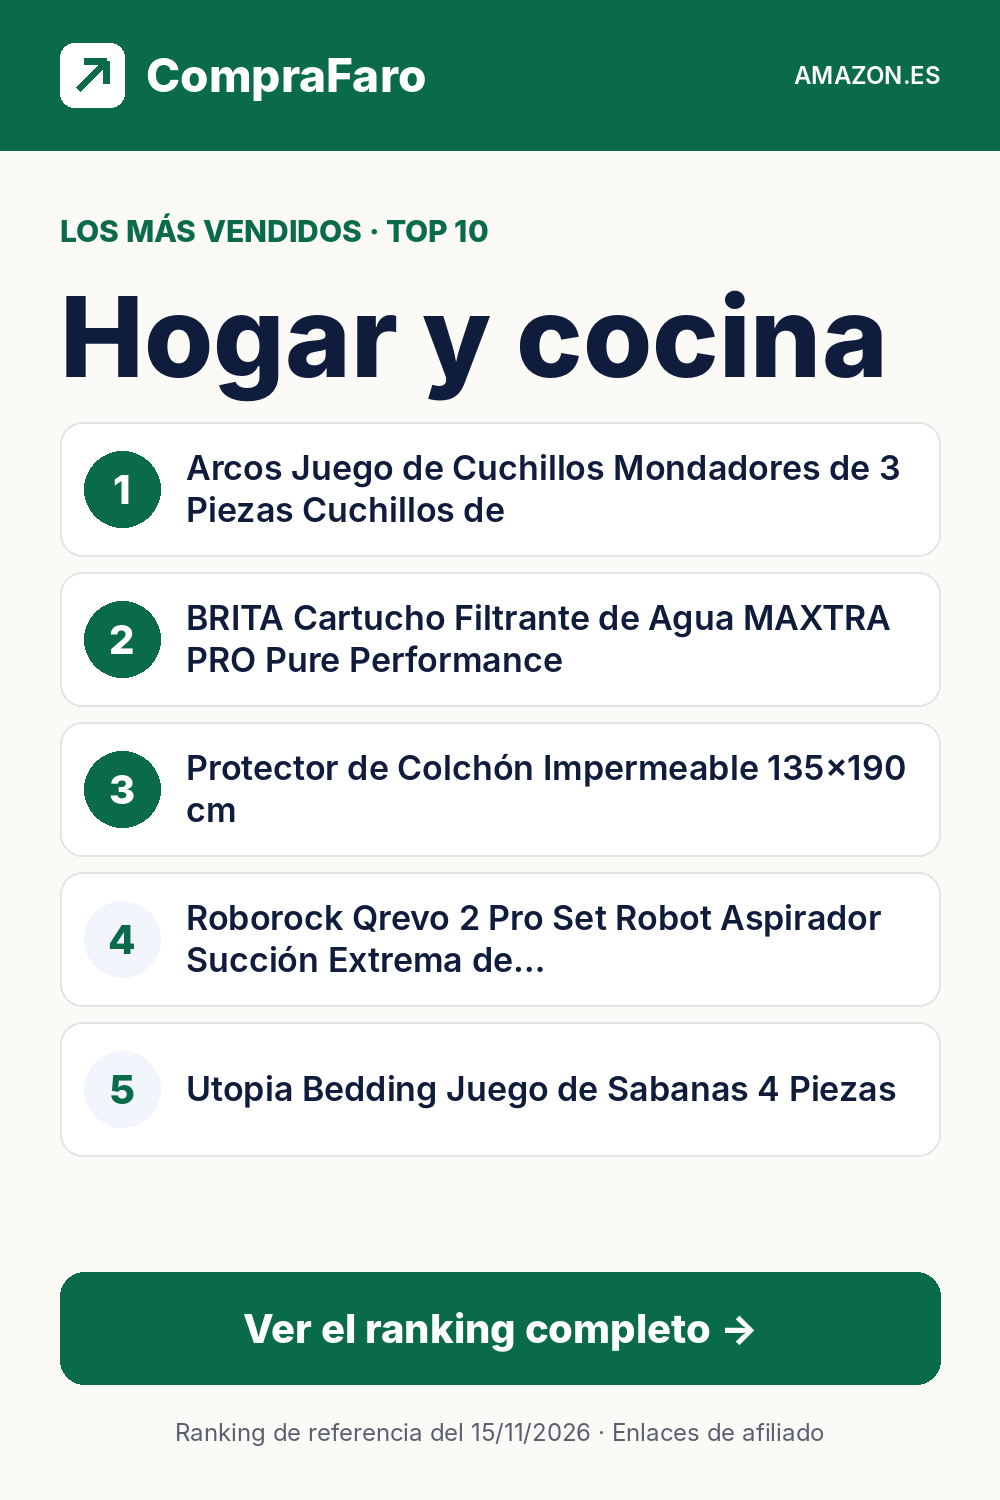 CompraFaro
AMAZON.ES
LOS MÁS VENDIDOS · TOP 10
Hogar y cocina
1
Arcos Juego de Cuchillos Mondadores de 3
Piezas Cuchillos de
2
BRITA Cartucho Filtrante de Agua MAXTRA
PRO Pure Performance
3
Protector de Colchón Impermeable 135×190
cm
4
Roborock Qrevo 2 Pro Set Robot Aspirador
Succión Extrema de…
5
Utopia Bedding Juego de Sabanas 4 Piezas
Ver el ranking completo →
Ranking de referencia del 15/11/2026 · Enlaces de afiliado